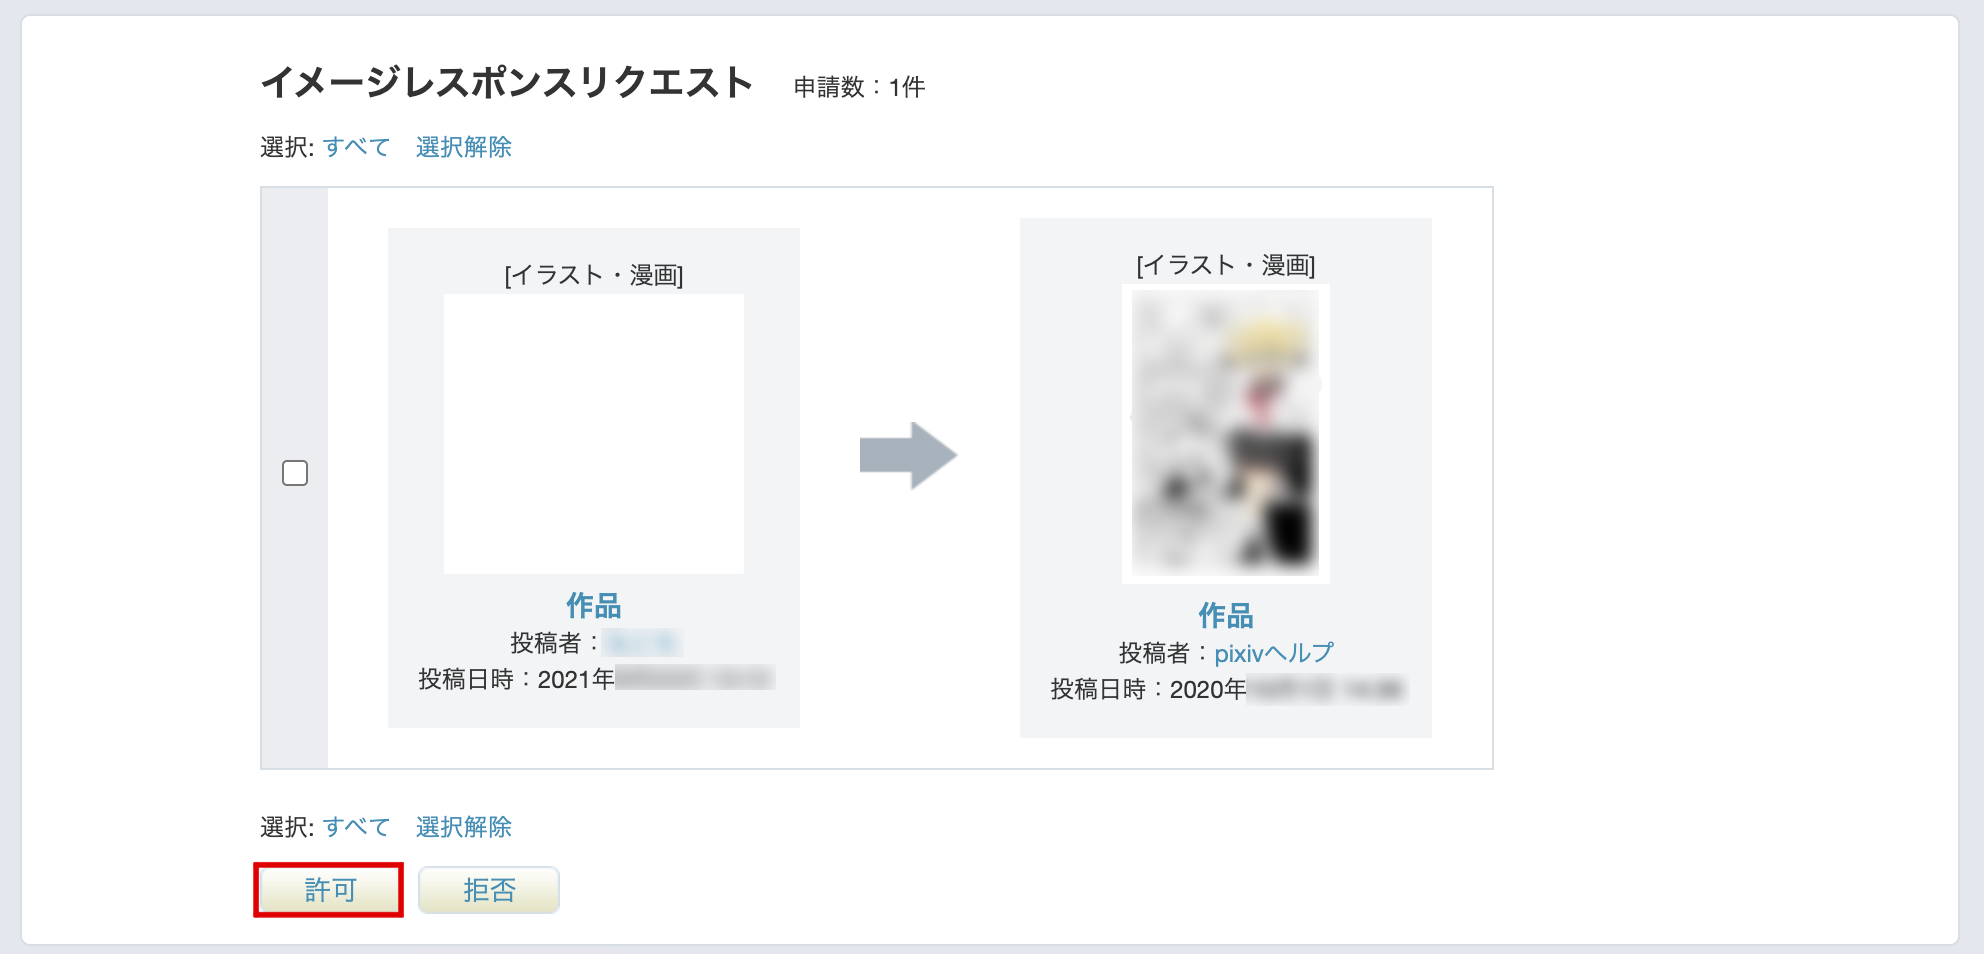 イメージレスポンスリクエスト 申請数：1件
選択: すべて 選択解除
[イラスト・漫画]
作品
投稿者：
投稿日時：2021年
[イラスト・漫画]
作品
投稿者：pixivヘルプ
投稿日時：2020年
選択: すべて 選択解除
許可 拒否